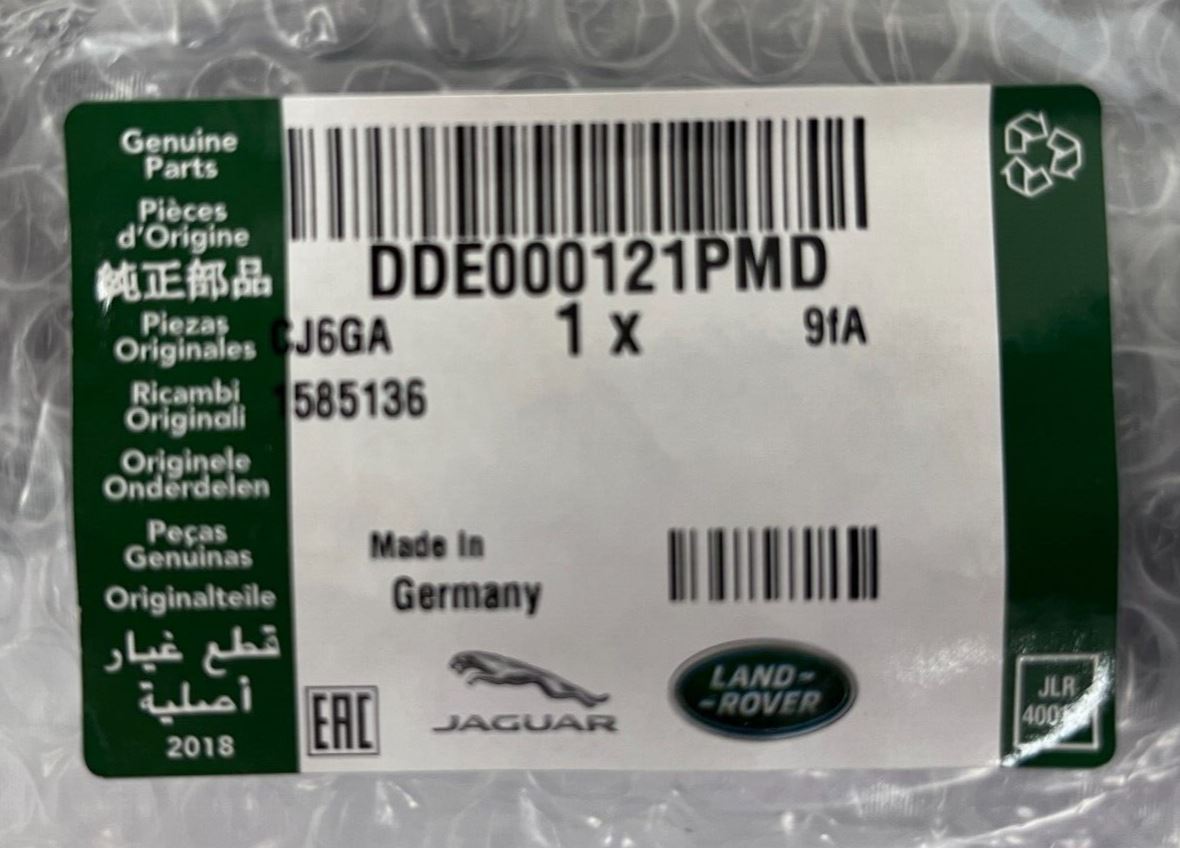 Genuine
Parts
Pièces
d'Origine
純正部品
Piezas
Originales
Ricambi
Originali
Originele
Onderdelen
Peças
Genuinas
Originalteile
قطع غيار
أصلية
2018
DDE000121PMD
CJ6GA 1 x 9fA
1585136
Made in
Germany
EAC
JAGUAR
LAND-
-ROVER
JLR